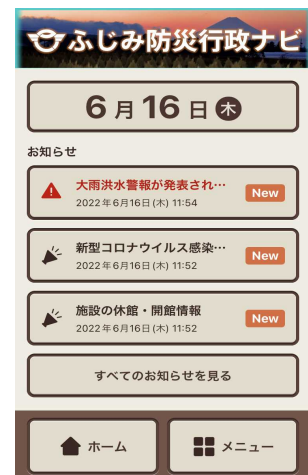 ふじみ防災行政ナビ
6月16日 木
お知らせ
大雨洪水警報が発表され…
2022年6月16日(木) 11:54
New
新型コロナウイルス感染…
2022年6月16日(木) 11:52
New
施設の休館・開館情報
2022年6月16日(木) 11:52
New
すべてのお知らせを見る
ホーム
メニュー